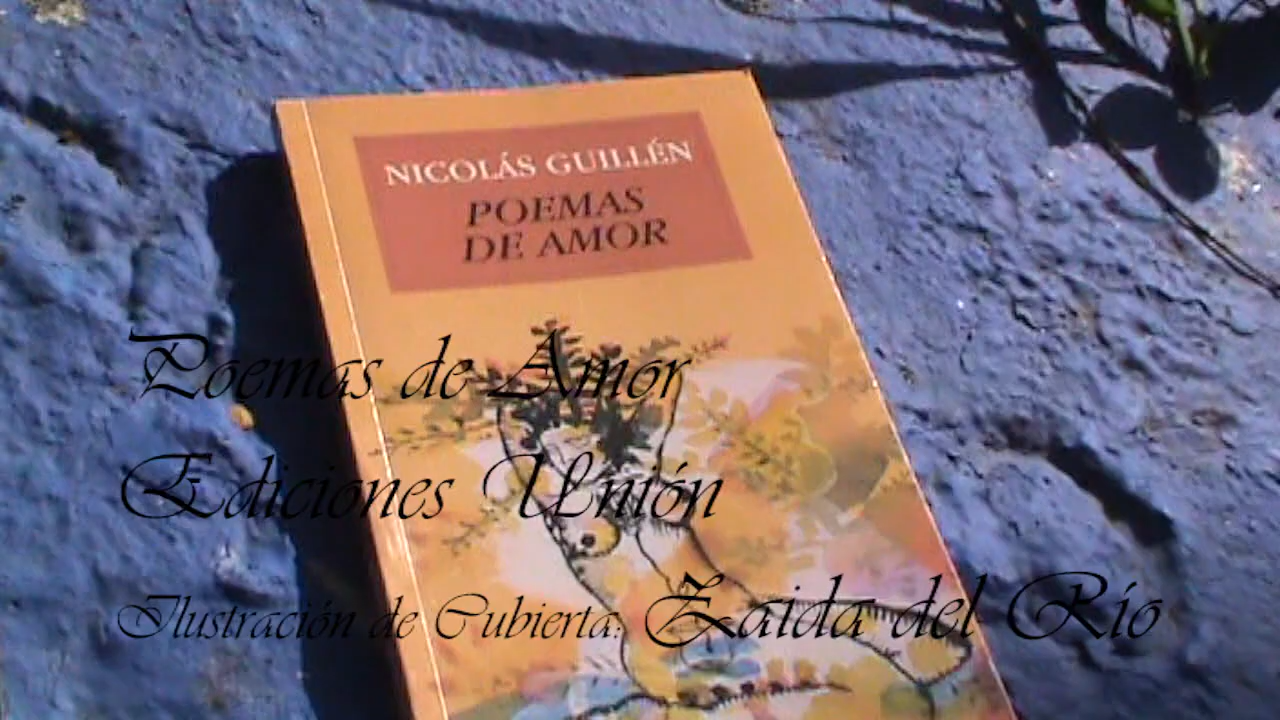 NICOLÁS GUILLÉN
POEMAS
DE AMOR
Poemas de Amor
Ediciones Unión
Ilustración de Cubierta: Zaida del Río